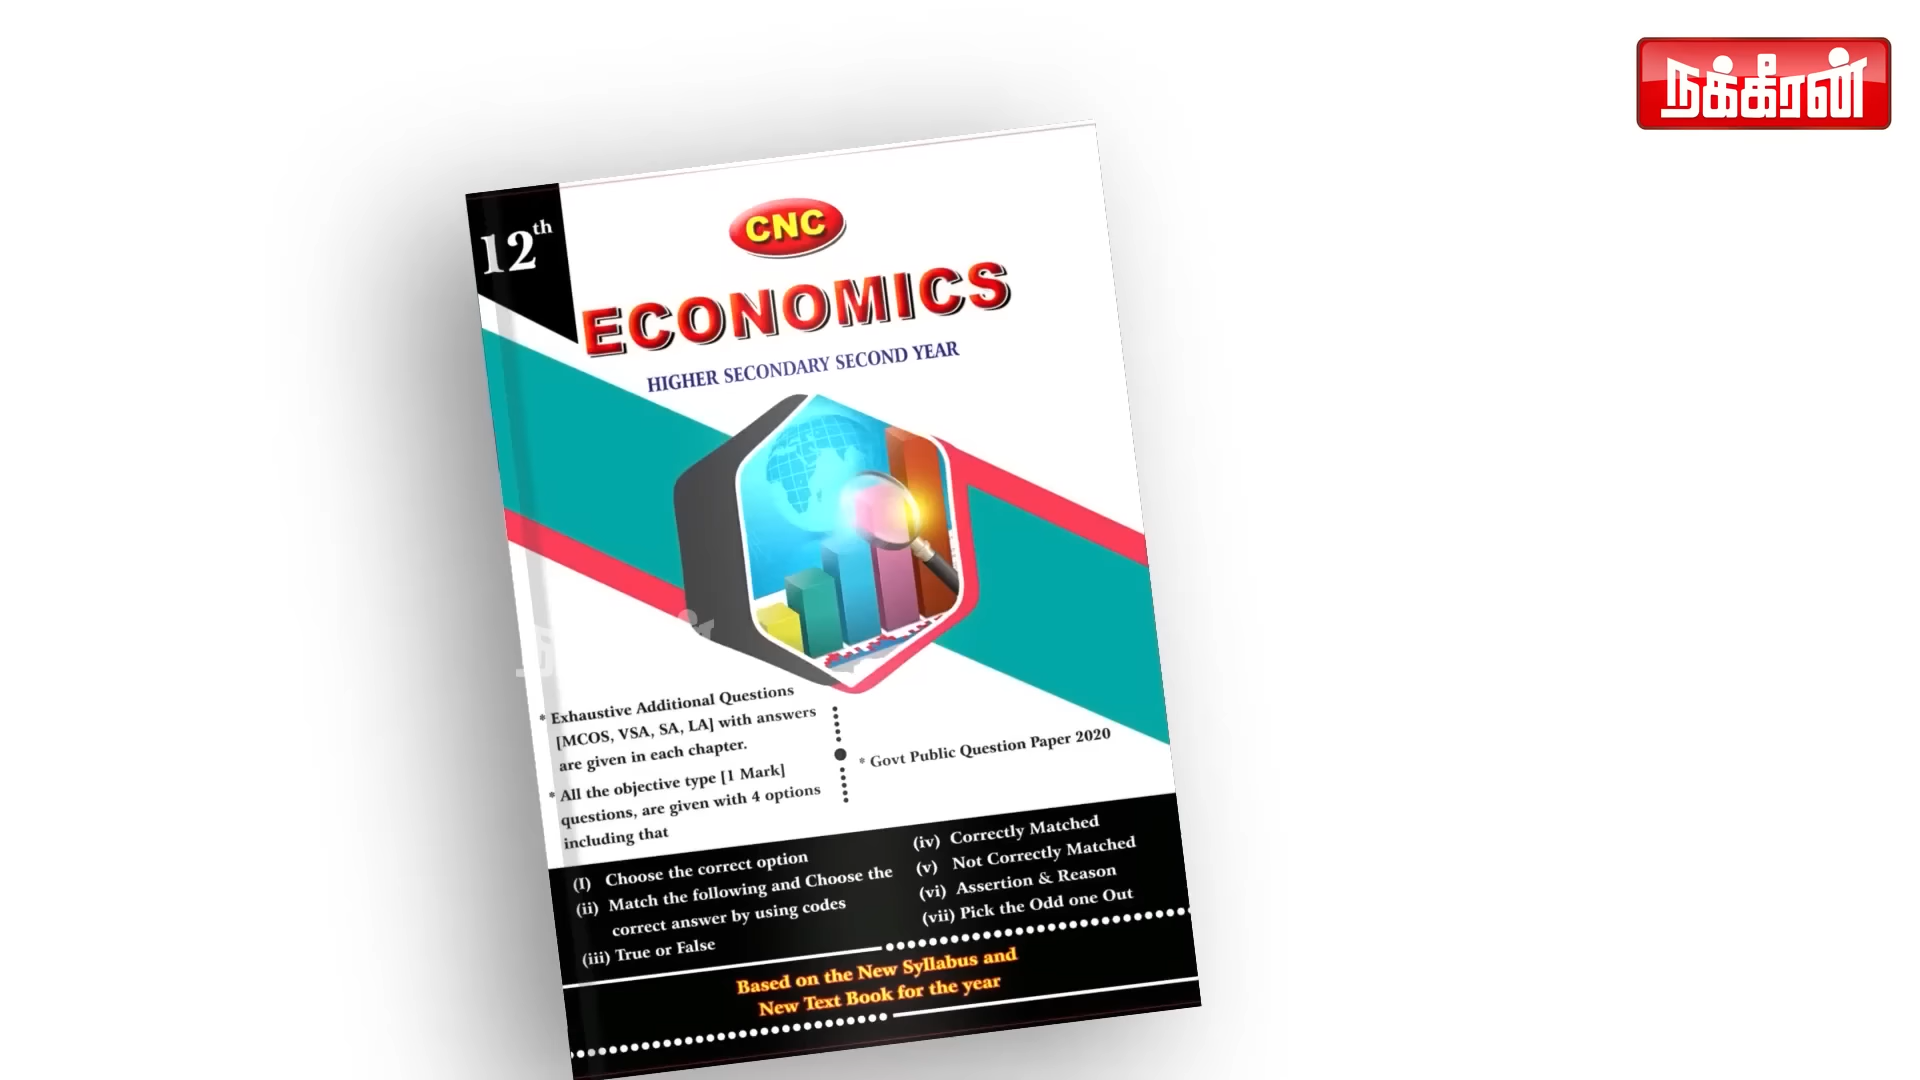 நக்கீரன்
12th
CNC
ECONOMICS
HIGHER SECONDARY SECOND YEAR
* Exhaustive Additional Questions
[MCOS, VSA, SA, LA] with answers
are given in each chapter.
* All the objective type [1 Mark]
questions, are given with 4 options
including that
* Govt Public Question Paper 2020
(I) Choose the correct option
(ii) Match the following and Choose the
correct answer by using codes
(iii) True or False
(iv) Correctly Matched
(v) Not Correctly Matched
(vi) Assertion & Reason
(vii) Pick the Odd one Out
Based on the New Syllabus and
New Text Book for the year